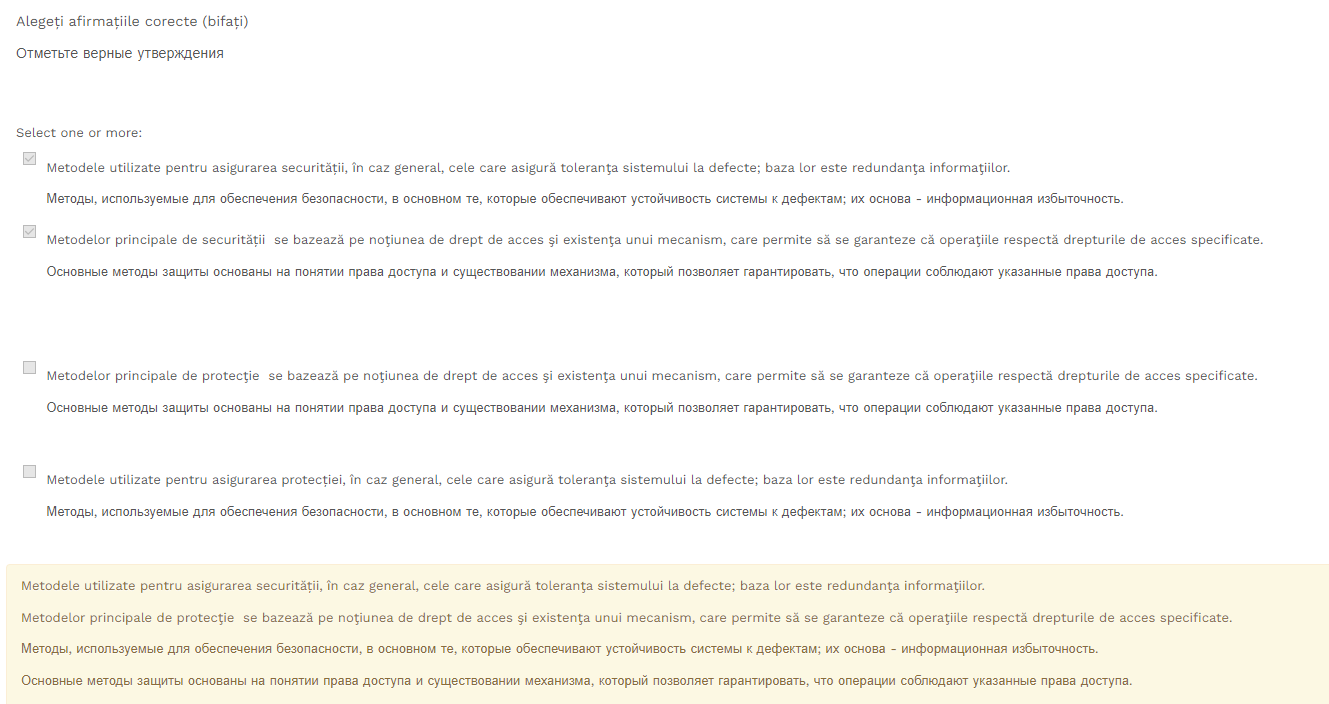 Alegeți afirmațiile corecte (bifați)
Отметьте верные утверждения
Select one or more:
Metodele utilizate pentru asigurarea securității, în caz general, cele care asigură toleranţa sistemului la defecte; baza lor este redundanţa informaţiilor.
Методы, используемые для обеспечения безопасности, в основном те, которые обеспечивают устойчивость системы к дефектам; их основа - информационная избыточность.
Metodelor principale de securității se bazează pe noţiunea de drept de acces şi existenţa unui mecanism, care permite să se garanteze că operaţiile respectă drepturile de acces specificate.
Основные методы защиты основаны на понятии права доступа и существовании механизма, который позволяет гарантировать, что операции соблюдают указанные права доступа.
Metodelor principale de protecţie se bazează pe noţiunea de drept de acces şi existenţa unui mecanism, care permite să se garanteze că operaţiile respectă drepturile de acces specificate.
Основные методы защиты основаны на понятии права доступа и существовании механизма, который позволяет гарантировать, что операции соблюдают указанные права доступа.
Metodele utilizate pentru asigurarea protecției, în caz general, cele care asigură toleranţa sistemului la defecte; baza lor este redundanţa informaţiilor.
Методы, используемые для обеспечения безопасности, в основном те, которые обеспечивают устойчивость системы к дефектам; их основа - информационная избыточность.
Metodele utilizate pentru asigurarea securității, în caz general, cele care asigură toleranţa sistemului la defecte; baza lor este redundanţa informaţiilor.
Metodelor principale de protecţie se bazează pe noţiunea de drept de acces şi existenţa unui mecanism, care permite să se garanteze că operaţiile respectă drepturile de acces specificate.
Методы, используемые для обеспечения безопасности, в основном те, которые обеспечивают устойчивость системы к дефектам; их основа - информационная избыточность.
Основные методы защиты основаны на понятии права доступа и существовании механизма, который позволяет гарантировать, что операции соблюдают указанные права доступа.